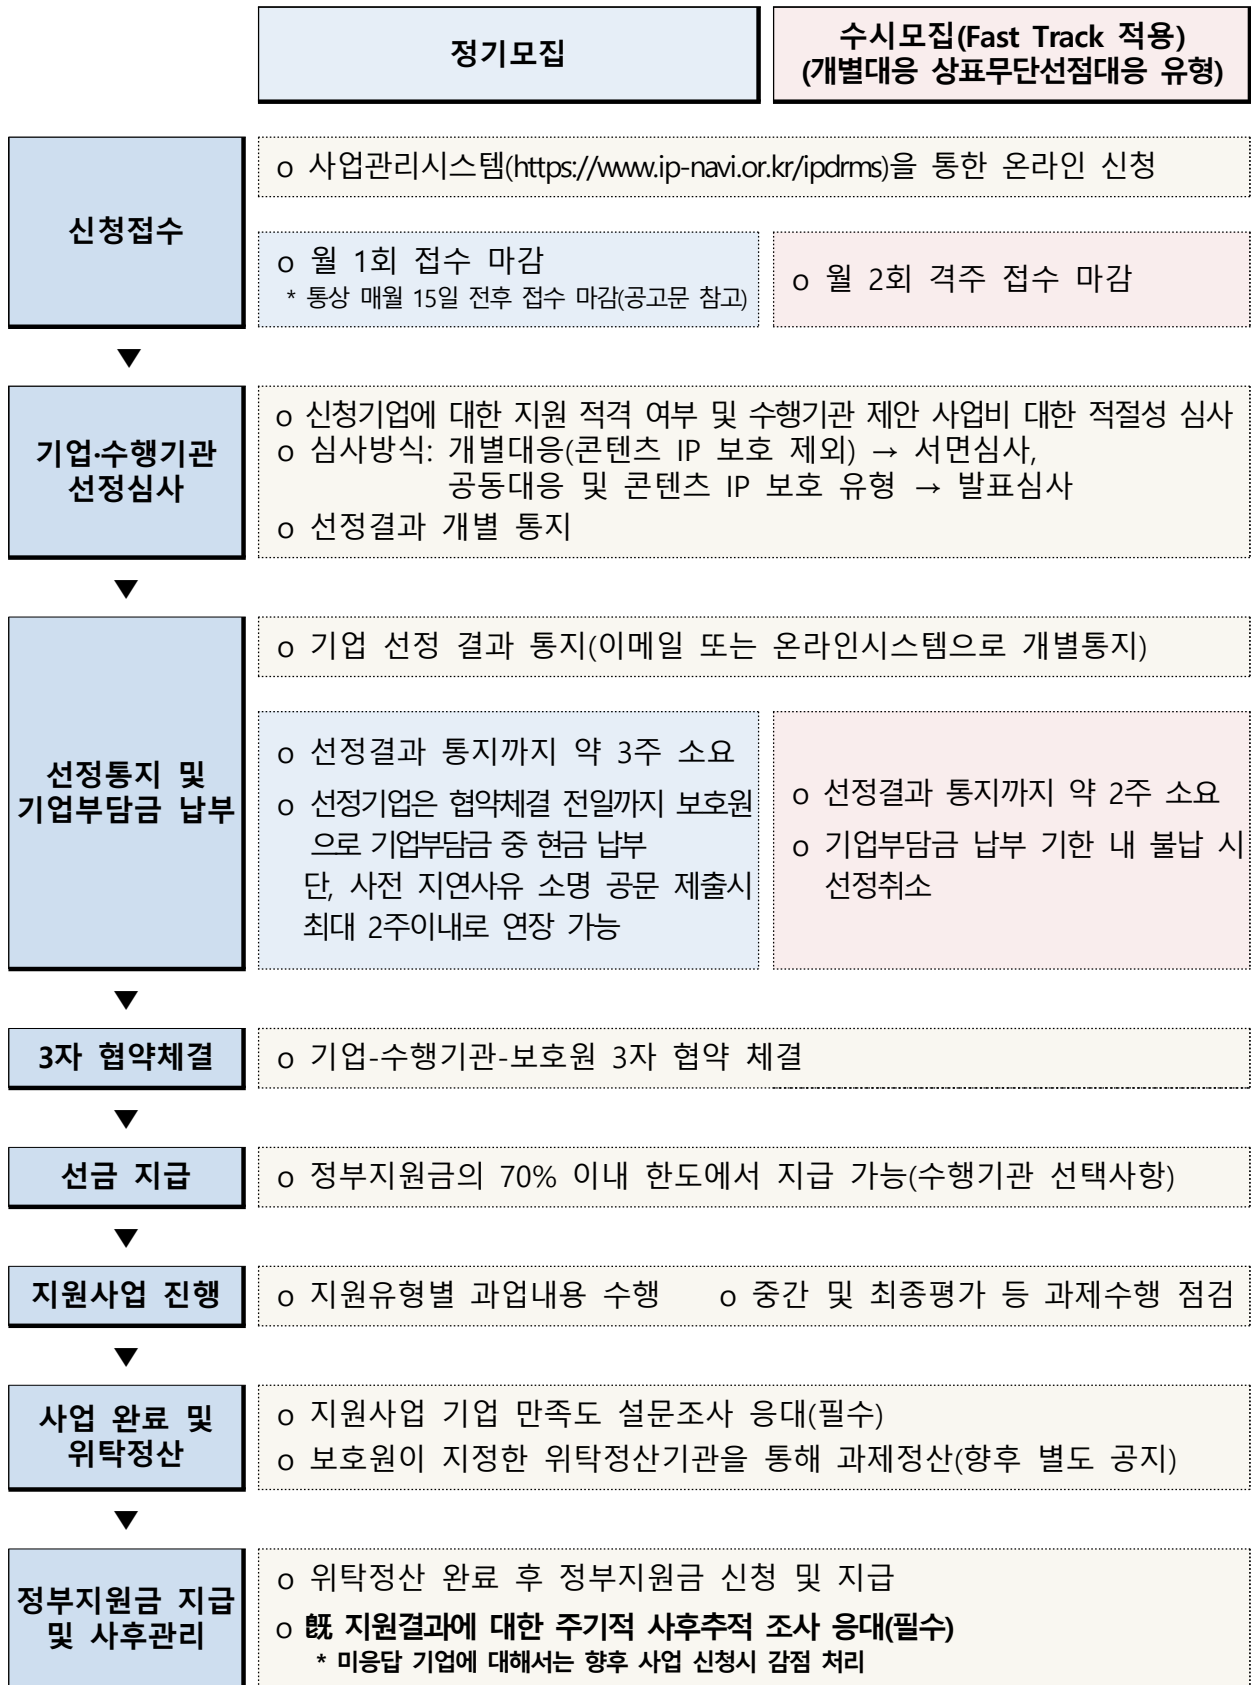 정기모집
수시모집(Fast Track 적용)
(개별대응 상표무단선점대응 유형)
신청접수
o 사업관리시스템(https://www.ip-navi.or.kr/ipdrms)을 통한 온라인 신청
o 월 1회 접수 마감
* 통상 매월 15일 전후 접수 마감(공고문 참고)
o 월 2회 격주 접수 마감
▼
기업·수행기관
선정심사
o 신청기업에 대한 지원 적격 여부 및 수행기관 제안 사업비 대한 적절성 심사
o 심사방식: 개별대응(콘텐츠 IP 보호 제외) → 서면심사,
공동대응 및 콘텐츠 IP 보호 유형 → 발표심사
o 선정결과 개별 통지
▼
선정통지 및
기업부담금 납부
o 기업 선정 결과 통지(이메일 또는 온라인시스템으로 개별통지)
o 선정결과 통지까지 약 3주 소요
o 선정기업은 협약체결 전일까지 보호원
으로 기업부담금 중 현금 납부
단, 사전 지연사유 소명 공문 제출시
최대 2주이내로 연장 가능
o 선정결과 통지까지 약 2주 소요
o 기업부담금 납부 기한 내 불납 시
선정취소
▼
3자 협약체결
o 기업-수행기관-보호원 3자 협약 체결
▼
선금 지급
o 정부지원금의 70% 이내 한도에서 지급 가능(수행기관 선택사항)
▼
지원사업 진행
o 지원유형별 과업내용 수행 o 중간 및 최종평가 등 과제수행 점검
▼
사업 완료 및
위탁정산
o 지원사업 기업 만족도 설문조사 응대(필수)
o 보호원이 지정한 위탁정산기관을 통해 과제정산(향후 별도 공지)
▼
정부지원금 지급
및 사후관리
o 위탁정산 완료 후 정부지원금 신청 및 지급
o 旣 지원결과에 대한 주기적 사후추적 조사 응대(필수)
* 미응답 기업에 대해서는 향후 사업 신청시 감점 처리